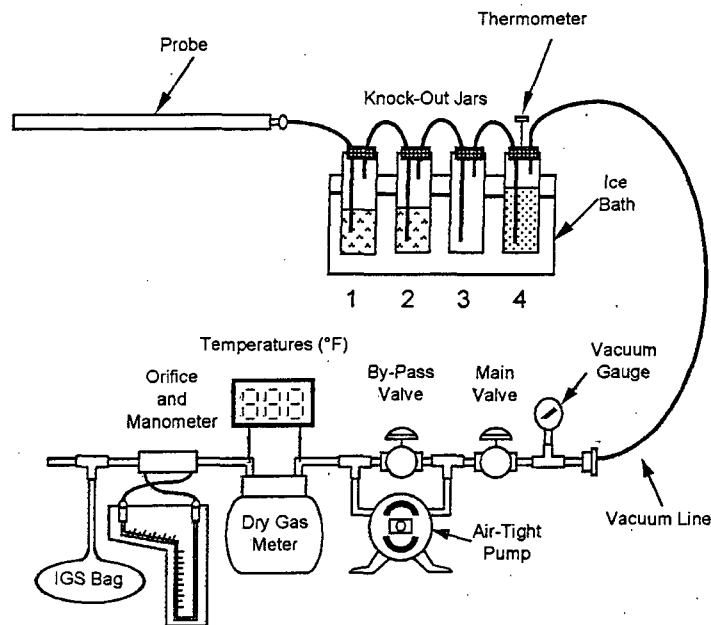 Thermometer
Probe
Knock-Out Jars
Ice
Bath
1 2 3 4
Temperatures (°F)
Orifice
and
Manometer
By-Pass
Valve
Main
Valve
Vacuum
Gauge
Dry Gas
Meter
Air-Tight
Pump
Vacuum Line
IGS Bag